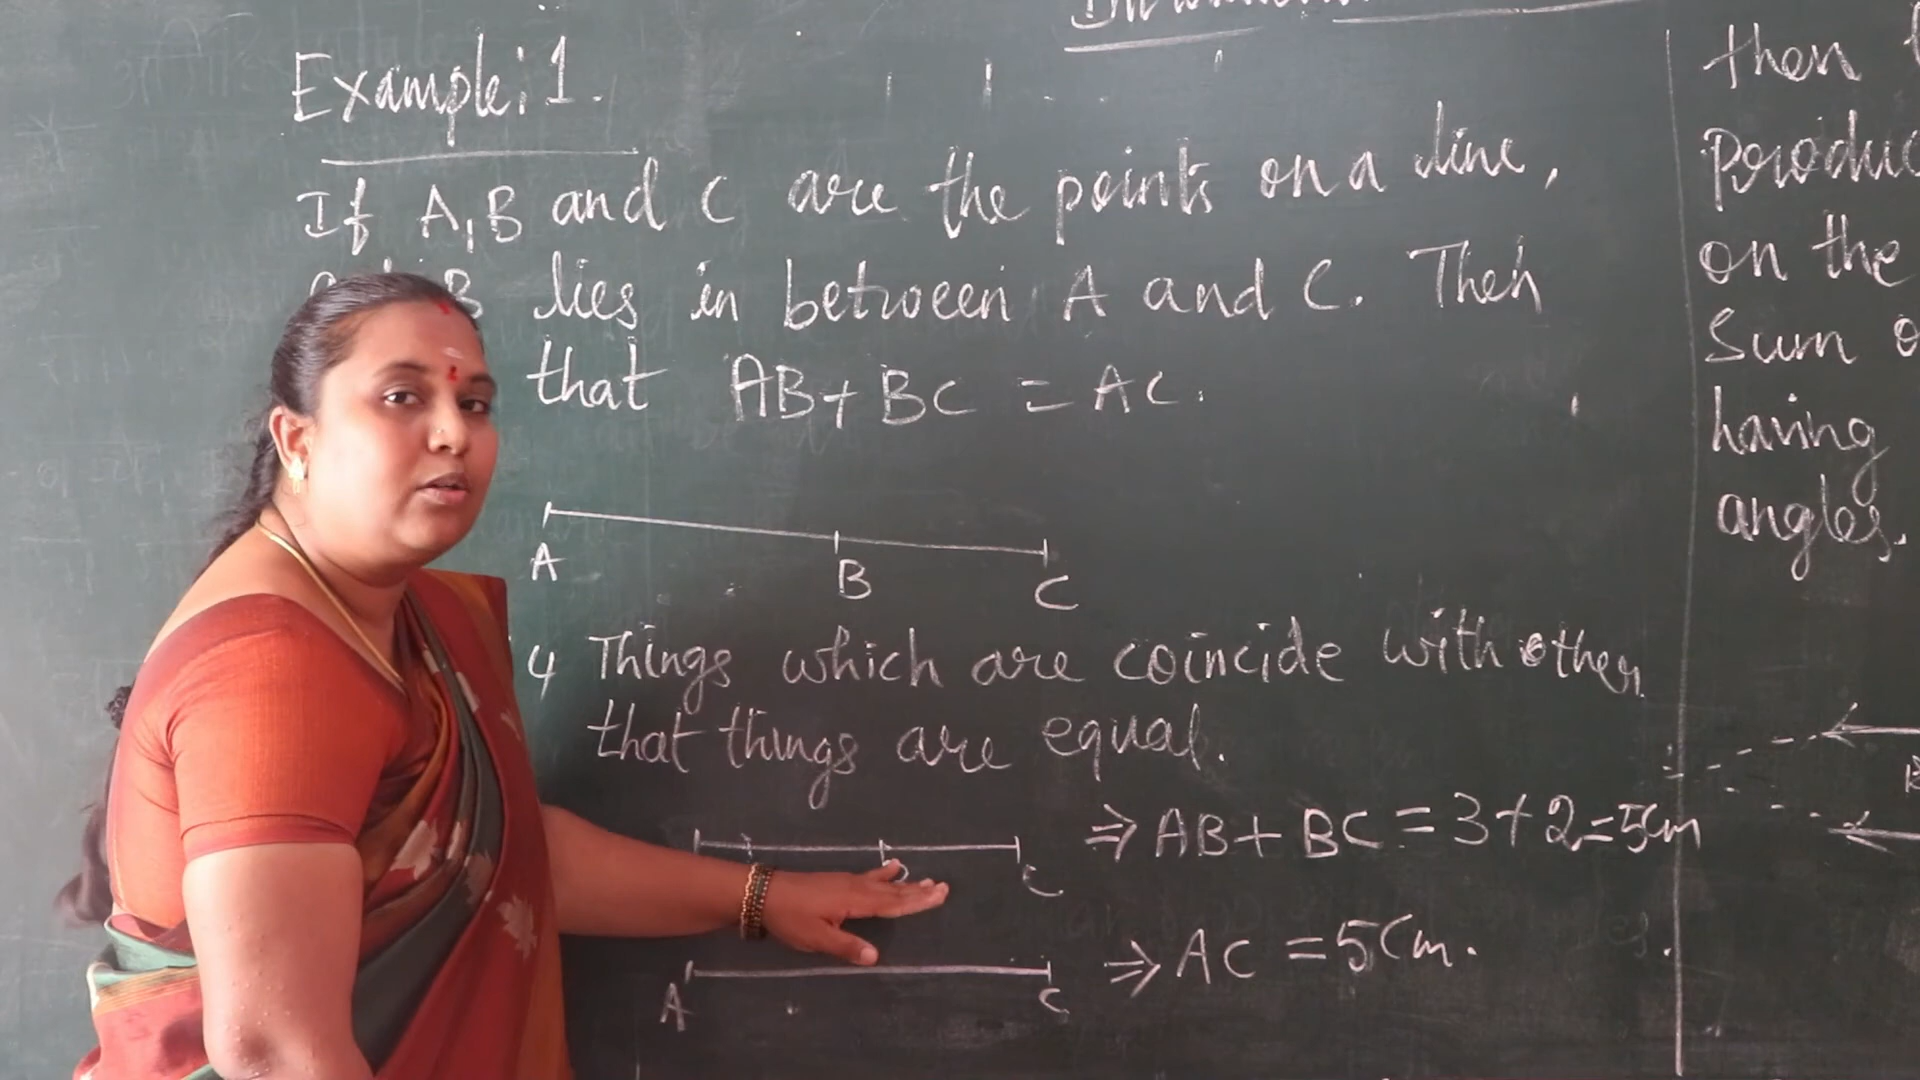 Example: 1.
If A, B and C are the points on a line,
B lies in between A and C. Then
that AB + BC = AC.
A B C
4 Things which are coincide with other
that things are equal.
C
⇒ AB + BC = 3 + 2 = 5cm
A C
⇒ AC = 5cm.
then
Produc
on the
Sum o
having
angles.